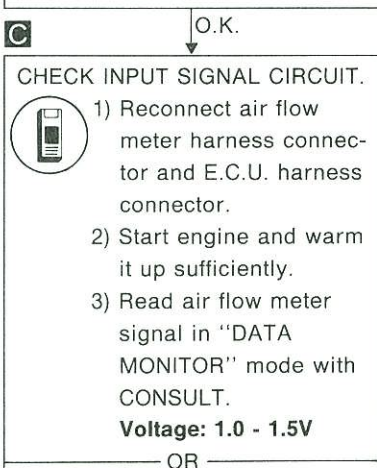 O.K.
C
CHECK INPUT SIGNAL CIRCUIT.
1) Reconnect air flow
meter harness connec-
tor and E.C.U. harness
connector.
2) Start engine and warm
it up sufficiently.
3) Read air flow meter
signal in "DATA
MONITOR" mode with
CONSULT.
Voltage: 1.0 - 1.5V
OR